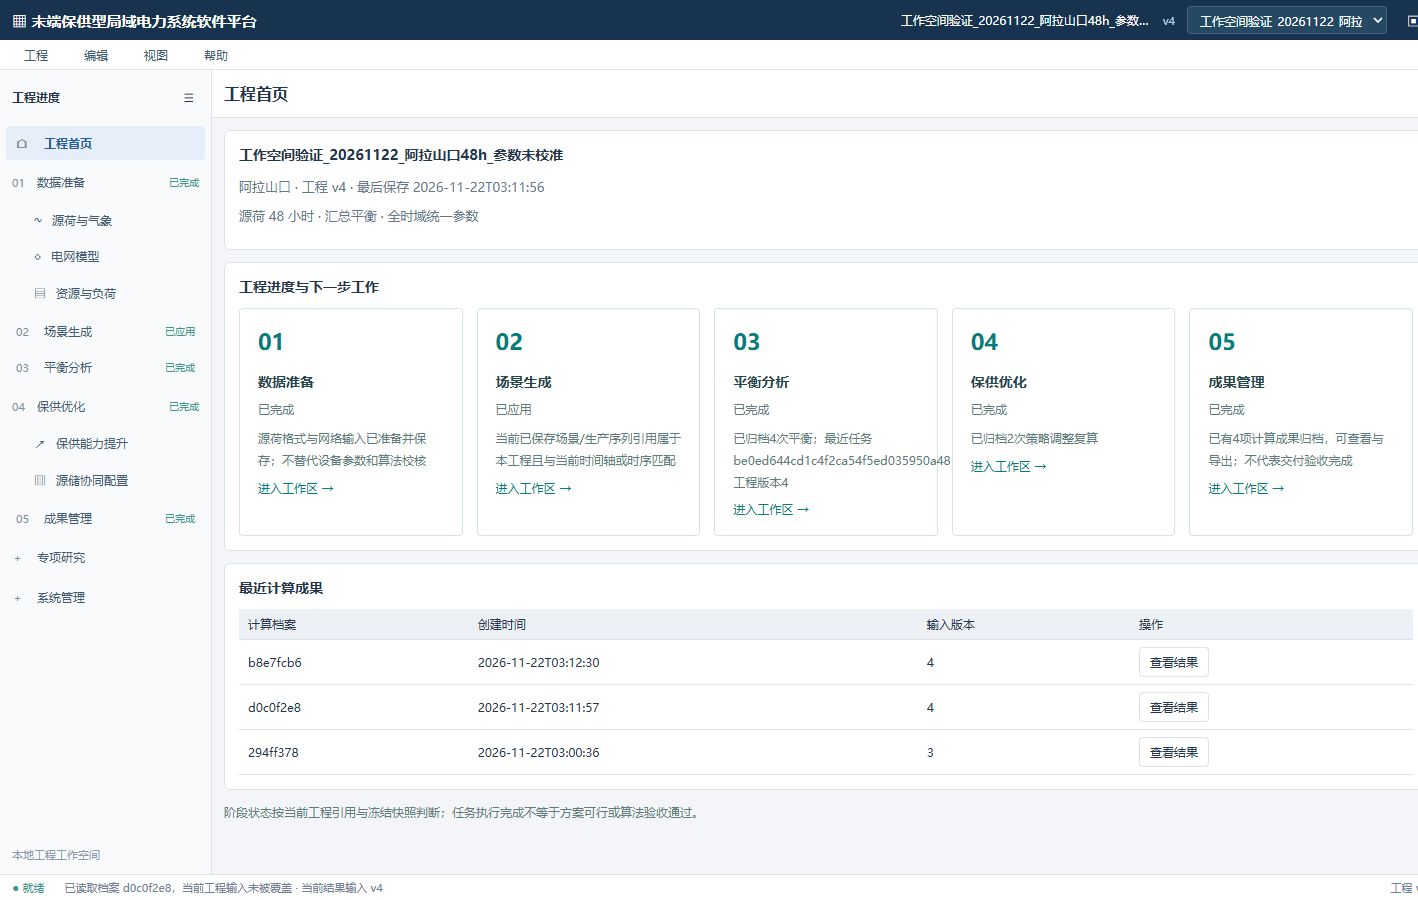 末端保供型局域电力系统软件平台
工作空间验证_20261122_阿拉山口48h_参数... v4
工作空间验证 20261122 阿拉
工程 编辑 视图 帮助
工程进度
工程首页
01 数据准备 已完成
源荷与气象
电网模型
资源与负荷
02 场景生成 已应用
03 平衡分析 已完成
04 保供优化 已完成
保供能力提升
源储协同配置
05 成果管理 已完成
+ 专项研究
+ 系统管理
本地工程工作空间
工程首页
工作空间验证_20261122_阿拉山口48h_参数未校准
阿拉山口 · 工程 v4 · 最后保存 2026-11-22T03:11:56
源荷 48 小时 · 汇总平衡 · 全时域统一参数
工程进度与下一步工作
01
数据准备
已完成
源荷格式与网络输入已准备并保
存；不替代设备参数和算法校核
进入工作区 →
02
场景生成
已应用
当前已保存场景/生产序列引用属于
本工程且与当前时间轴或时序匹配
进入工作区 →
03
平衡分析
已完成
已归档4次平衡；最近任务
be0ed644cd1c4f2ca54f5ed035950a48
工程版本4
进入工作区 →
04
保供优化
已完成
已归档2次策略调整复算
进入工作区 →
05
成果管理
已完成
已有4项计算成果归档，可查看与
导出；不代表交付验收完成
进入工作区 →
最近计算成果
计算档案 创建时间 输入版本 操作
b8e7fcb6 2026-11-22T03:12:30 4 查看结果
d0c0f2e8 2026-11-22T03:11:57 4 查看结果
294ff378 2026-11-22T03:00:36 3 查看结果
阶段状态按当前工程引用与冻结快照判断；任务执行完成不等于方案可行或算法验收通过。
就绪 已读取档案 d0c0f2e8，当前工程输入未被覆盖 · 当前结果输入 v4
工程